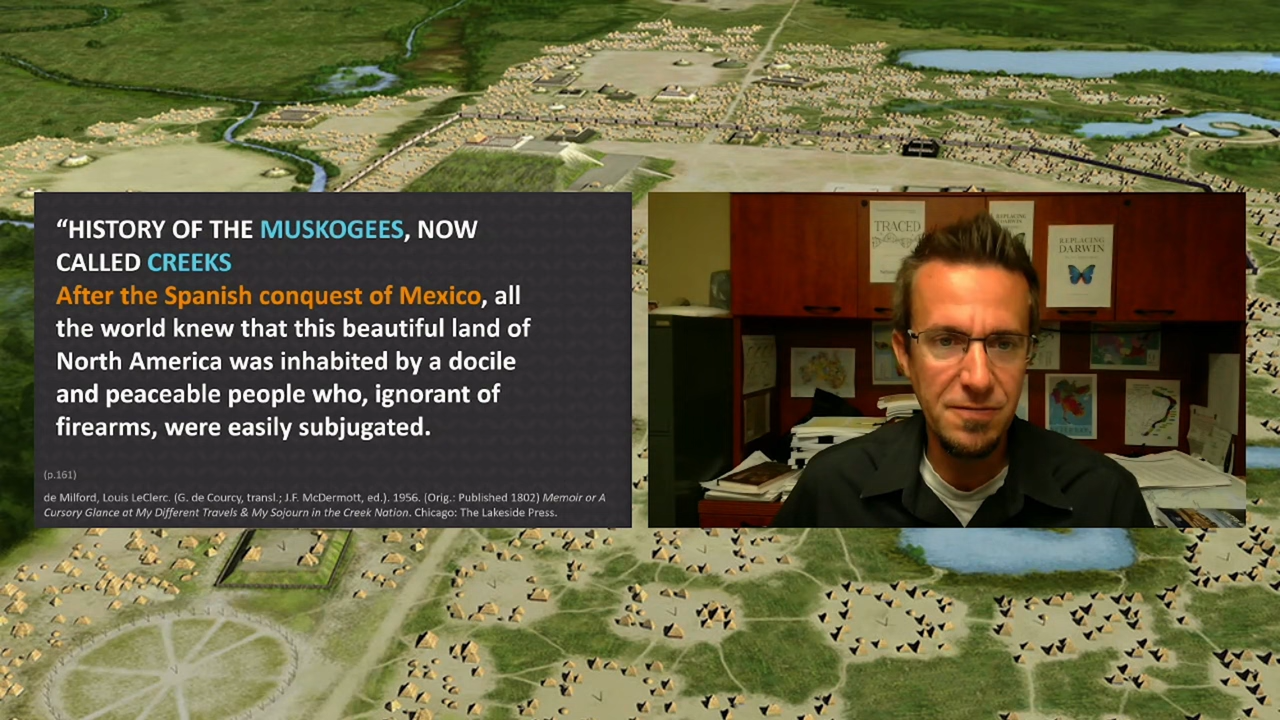 “HISTORY OF THE MUSKOGEES, NOW
CALLED CREEKS
After the Spanish conquest of Mexico, all
the world knew that this beautiful land of
North America was inhabited by a docile
and peaceable people who, ignorant of
firearms, were easily subjugated.
(p.161)
de Milford, Louis LeClerc. (G. de Courcy, transl.; J.F. McDermott, ed.). 1956. (Orig.: Published 1802) Memoir or A
Cursory Glance at My Different Travels & My Sojourn in the Creek Nation. Chicago: The Lakeside Press.
TRACED
REPLACING
REPLACING
DARWIN